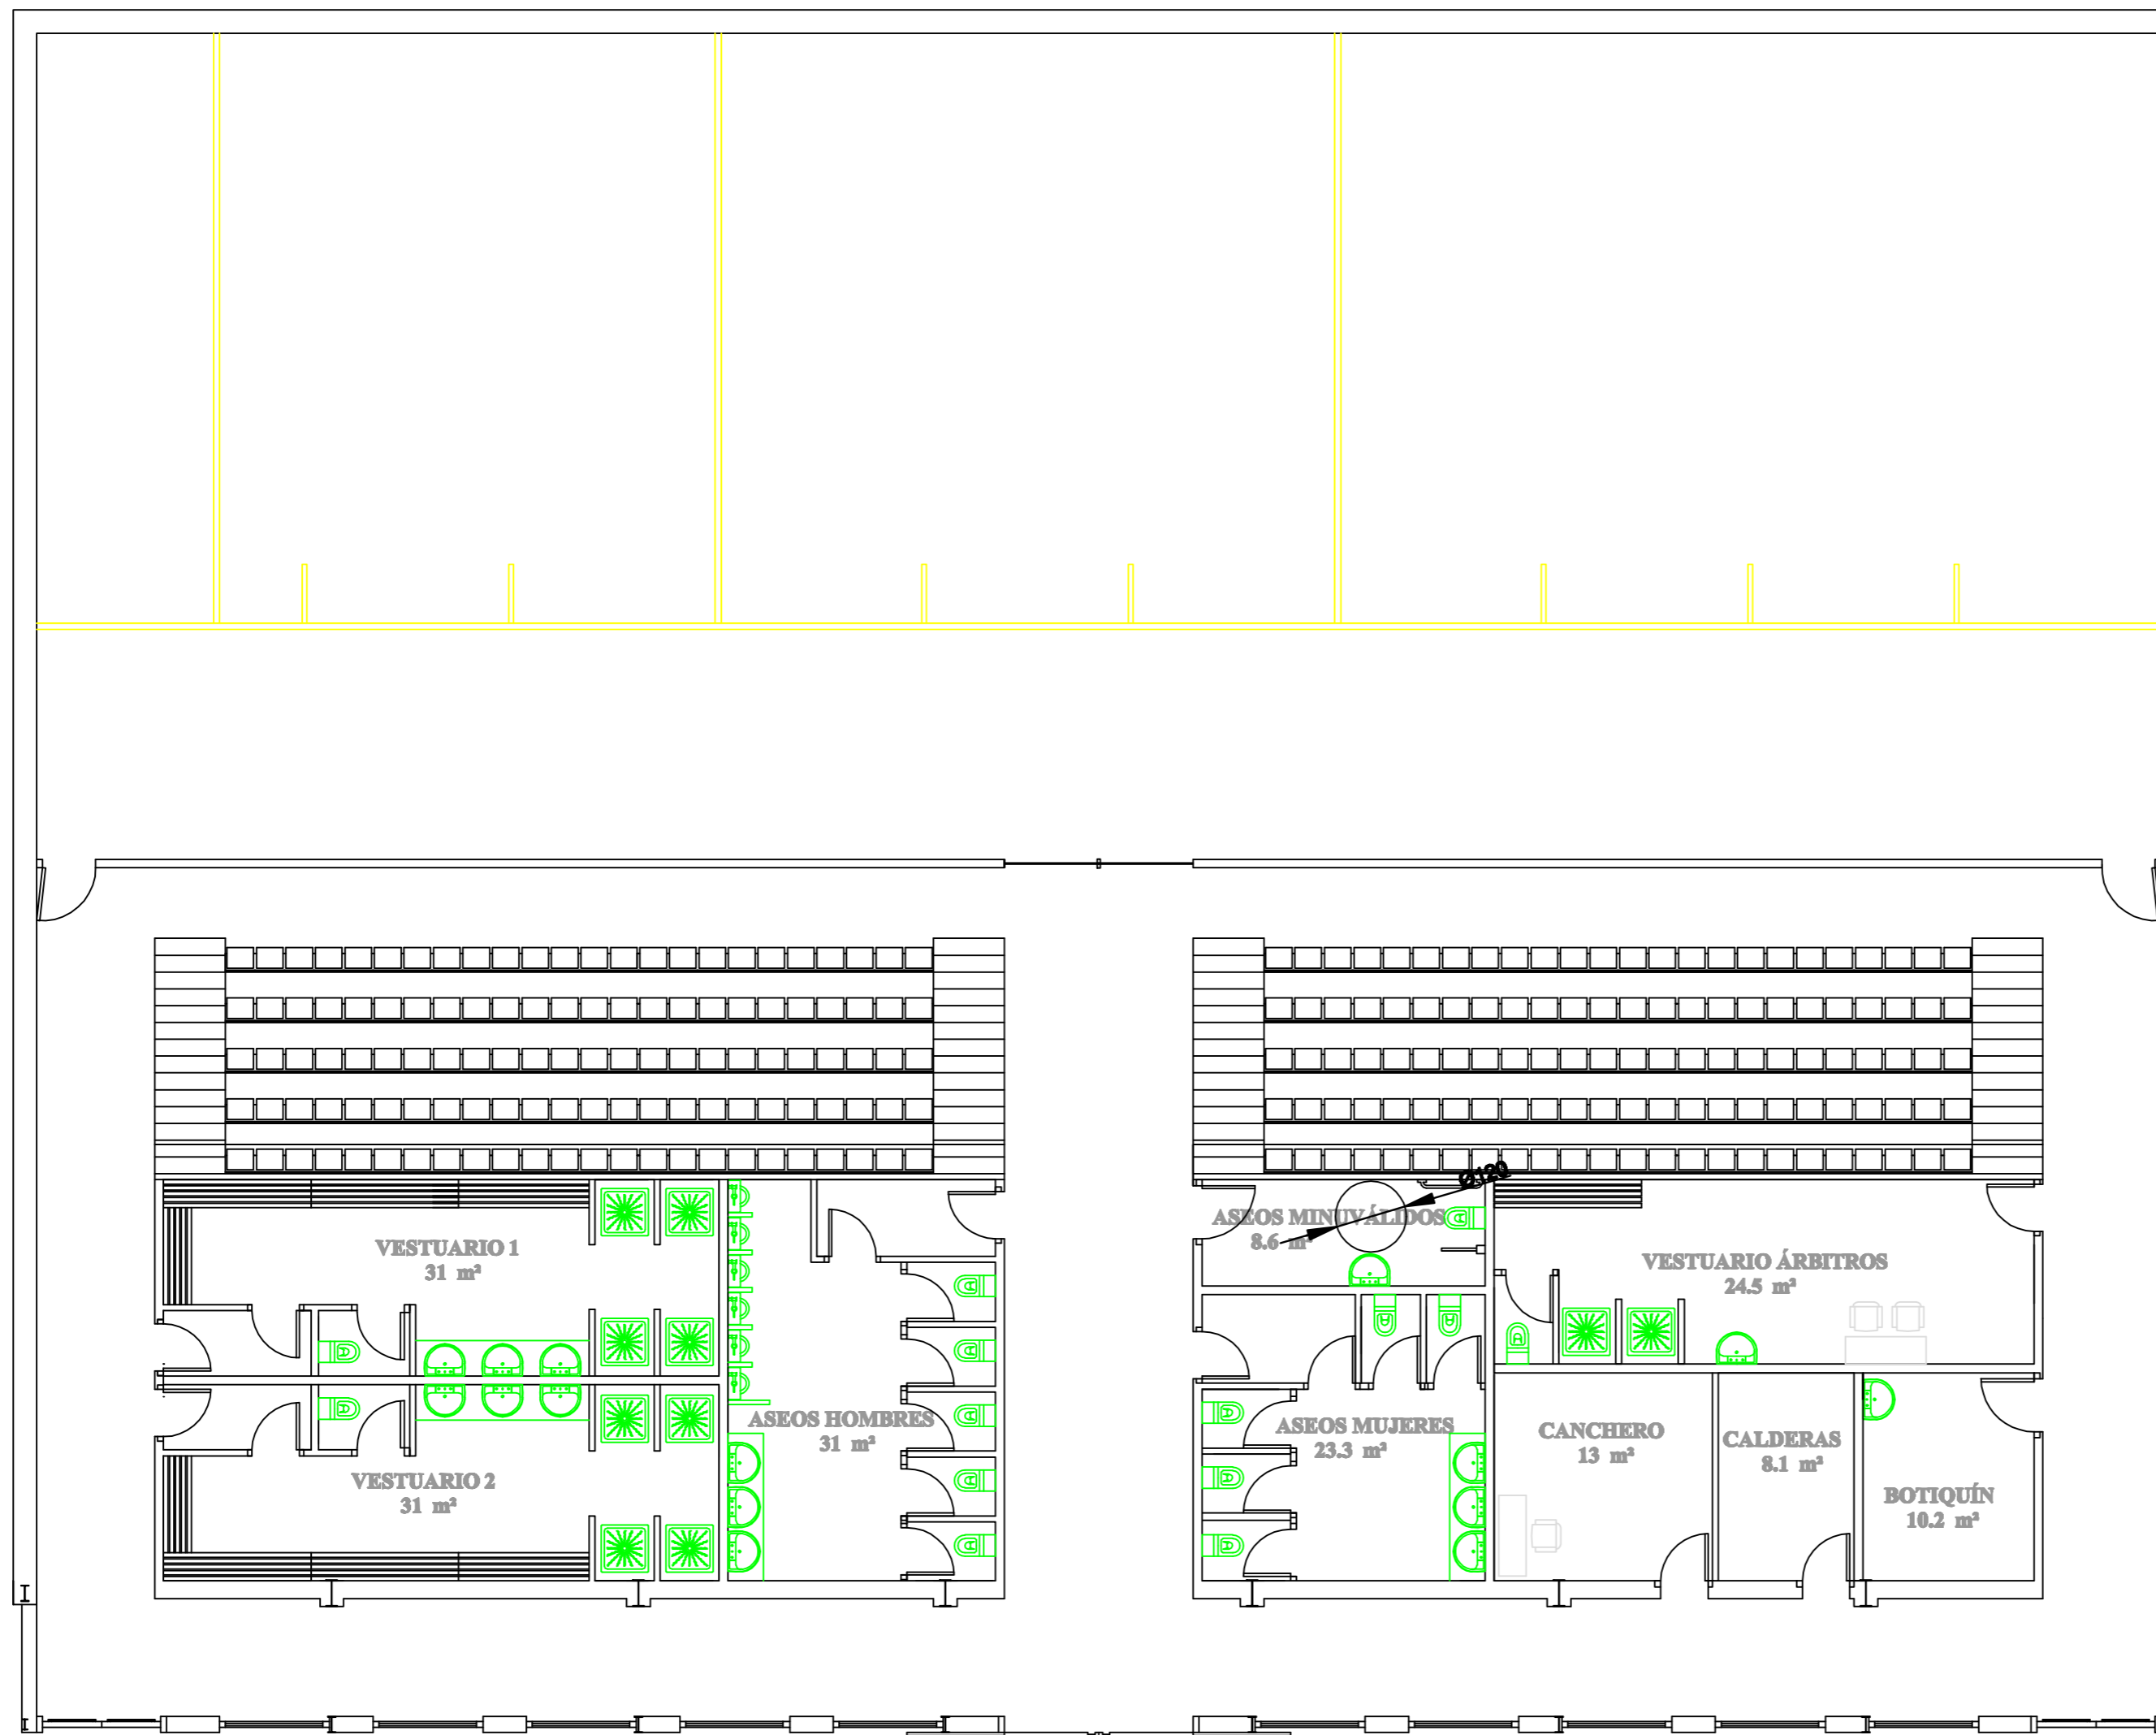 VESTUARIO 1
31 m²
VESTUARIO 2
31 m²
ASEOS HOMBRES
31 m²
Ø120
ASEOS MINUVÁLIDOS
8.6 m²
ASEOS MUJERES
23.3 m²
VESTUARIO ÁRBITROS
24.5 m²
CANCHERO
13 m²
CALDERAS
8.1 m²
BOTIQUÍN
10.2 m²